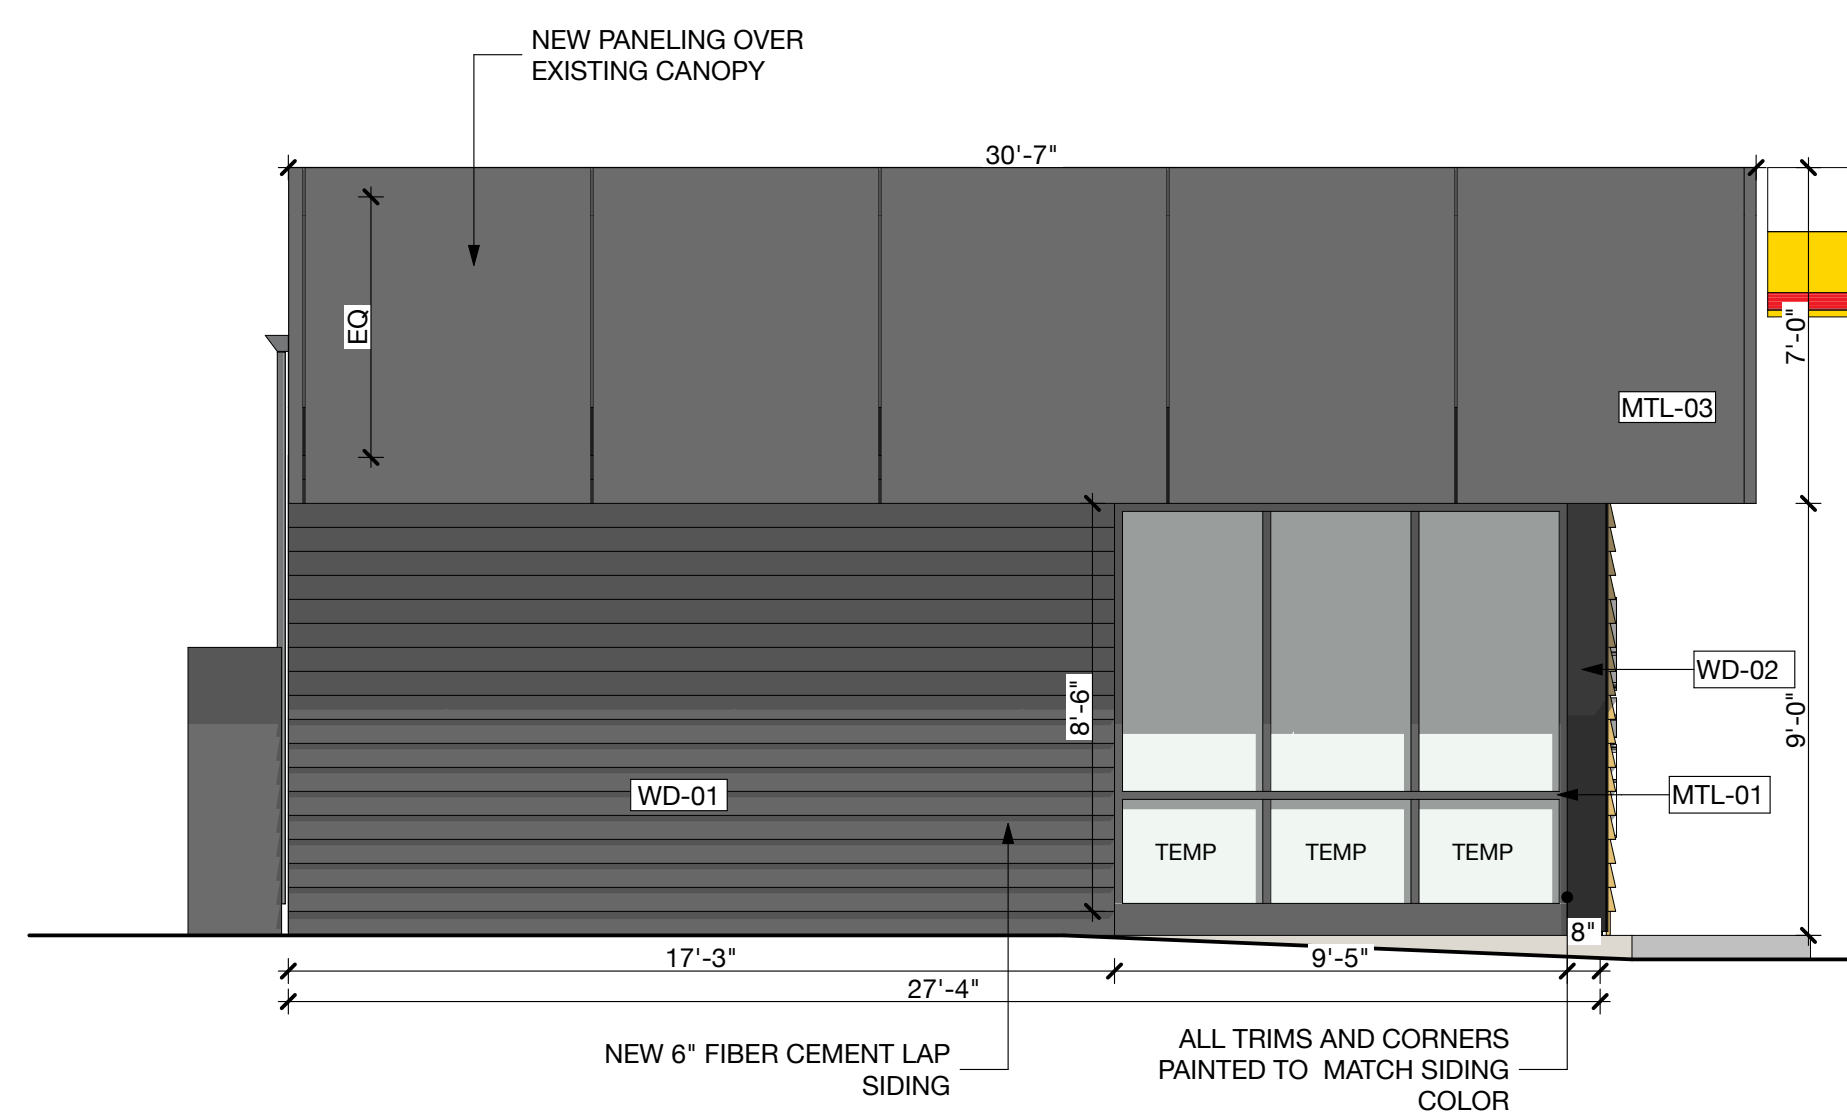 NEW PANELING OVER
EXISTING CANOPY
30'-7"
EQ
7'-0"
MTL-03
8'-6"
WD-02
9'-0"
WD-01
MTL-01
TEMP TEMP TEMP
8"
17'-3"
9'-5"
27'-4"
NEW 6" FIBER CEMENT LAP
SIDING
ALL TRIMS AND CORNERS
PAINTED TO MATCH SIDING
COLOR